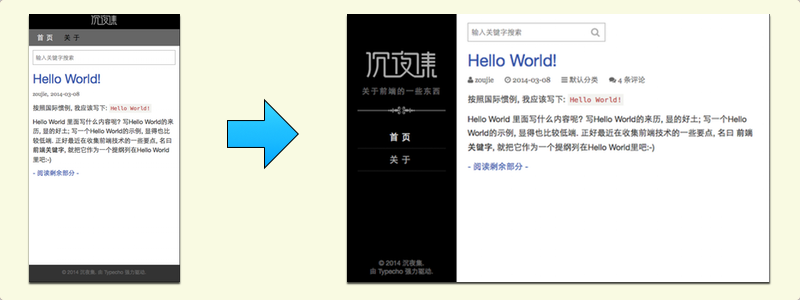 沉夜集
首页 关于
输入关键字搜索
Hello World!
zoujie, 2014-03-08
按照国际惯例, 我应该写下: Hello World!
Hello World 里面写什么内容呢? 写Hello World的来
历, 显的好土; 写一个Hello World的示例, 显得也比
较低端. 正好最近在收集前端技术的一些要点, 名曰
前端关键字, 就把它作为一个提纲列在Hello World
里吧:-)
- 阅读剩余部分 -
© 2014 沉夜集. 由 Typecho 强力驱动.
沉夜集
关于前端的一些东西
首页
关于
© 2014 沉夜集.
由 Typecho 强力驱动.
输入关键字搜索
Hello World!
zoujie 2014-03-08 默认分类 4 条评论
按照国际惯例, 我应该写下: Hello World!
Hello World 里面写什么内容呢? 写Hello World的来历, 显的好土; 写一个Hello
World的示例, 显得也比较低端. 正好最近在收集前端技术的一些要点, 名曰 前端
关键字, 就把它作为一个提纲列在Hello World里吧:-)
- 阅读剩余部分 -